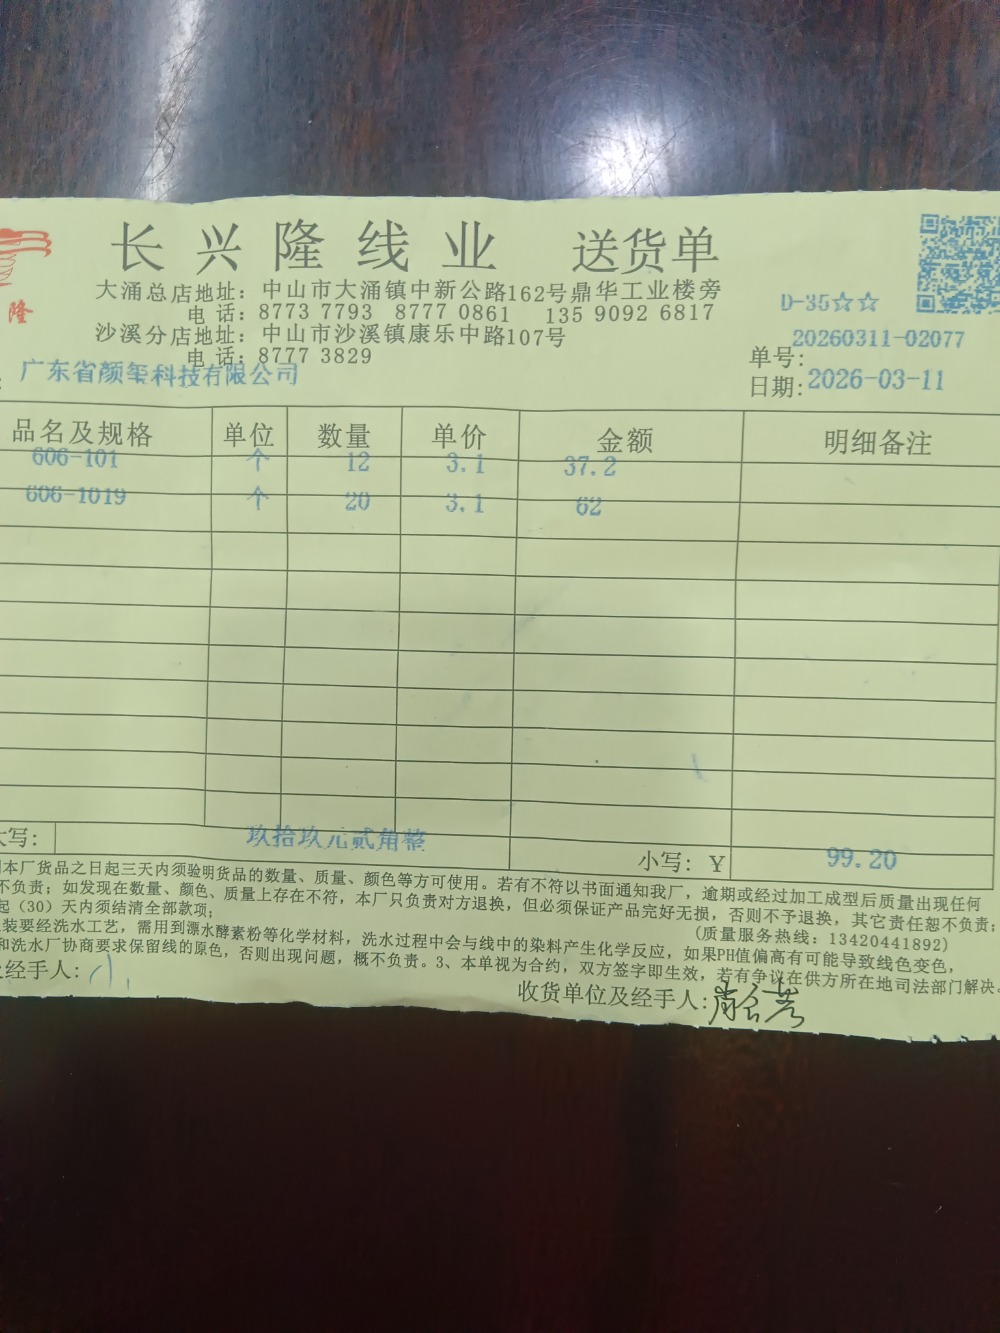 长兴隆线业 送货单
大涌总店地址：中山市大涌镇中新公路162号鼎华工业楼旁
电话：8773 7793 8777 0861 135 9092 6817
沙溪分店地址：中山市沙溪镇康乐中路107号
电话：8777 3829
隆
D-35☆☆
单号：20260311-02077
日期：2026-03-11
：广东省颜玺科技有限公司
品名及规格 单位 数量 单价 金额 明细备注
606-101 个 12 3.1 37.2
606-1019 个 20 3.1 62
大写： 玖拾玖元贰角整 小写：Y 99.20
本厂货品之日起三天内须验明货品的数量、质量、颜色等方可使用。若有不符以书面通知我厂，逾期或经过加工成型后质量出现任何
不负责；如发现在数量、颜色、质量上存在不符，本厂只负责对方退换，但必须保证产品完好无损，否则不予退换，其它责任恕不负责；
起（30）天内须结清全部款项；
（质量服务热线：13420441892）
装要经洗水工艺，需用到漂水酵素粉等化学材料，洗水过程中会与线中的染料产生化学反应，如果PH值偏高有可能导致线色变色，
和洗水厂协商要求保留线的原色，否则出现问题，概不负责。3、本单视为合约，双方签字即生效，若有争议在供方所在地司法部门解决。
及经手人：
收货单位及经手人：